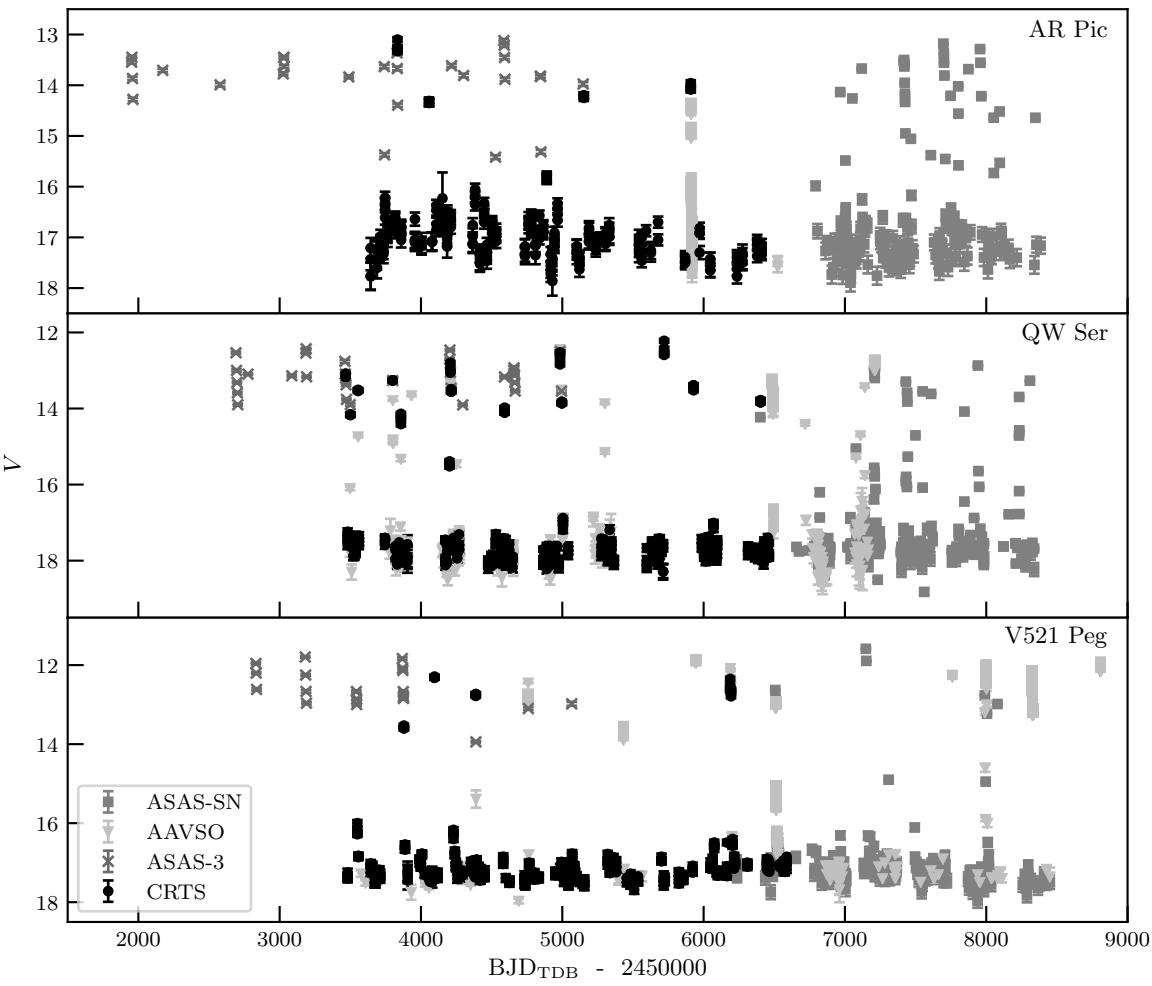 AR Pic
13
14
15
16
17
18
QW Ser
12
14
16
18
V
V521 Peg
12
14
16
18
ASAS-SN
AAVSO
ASAS-3
CRTS
2000 3000 4000 5000 6000 7000 8000 9000
BJD_TDB - 2450000